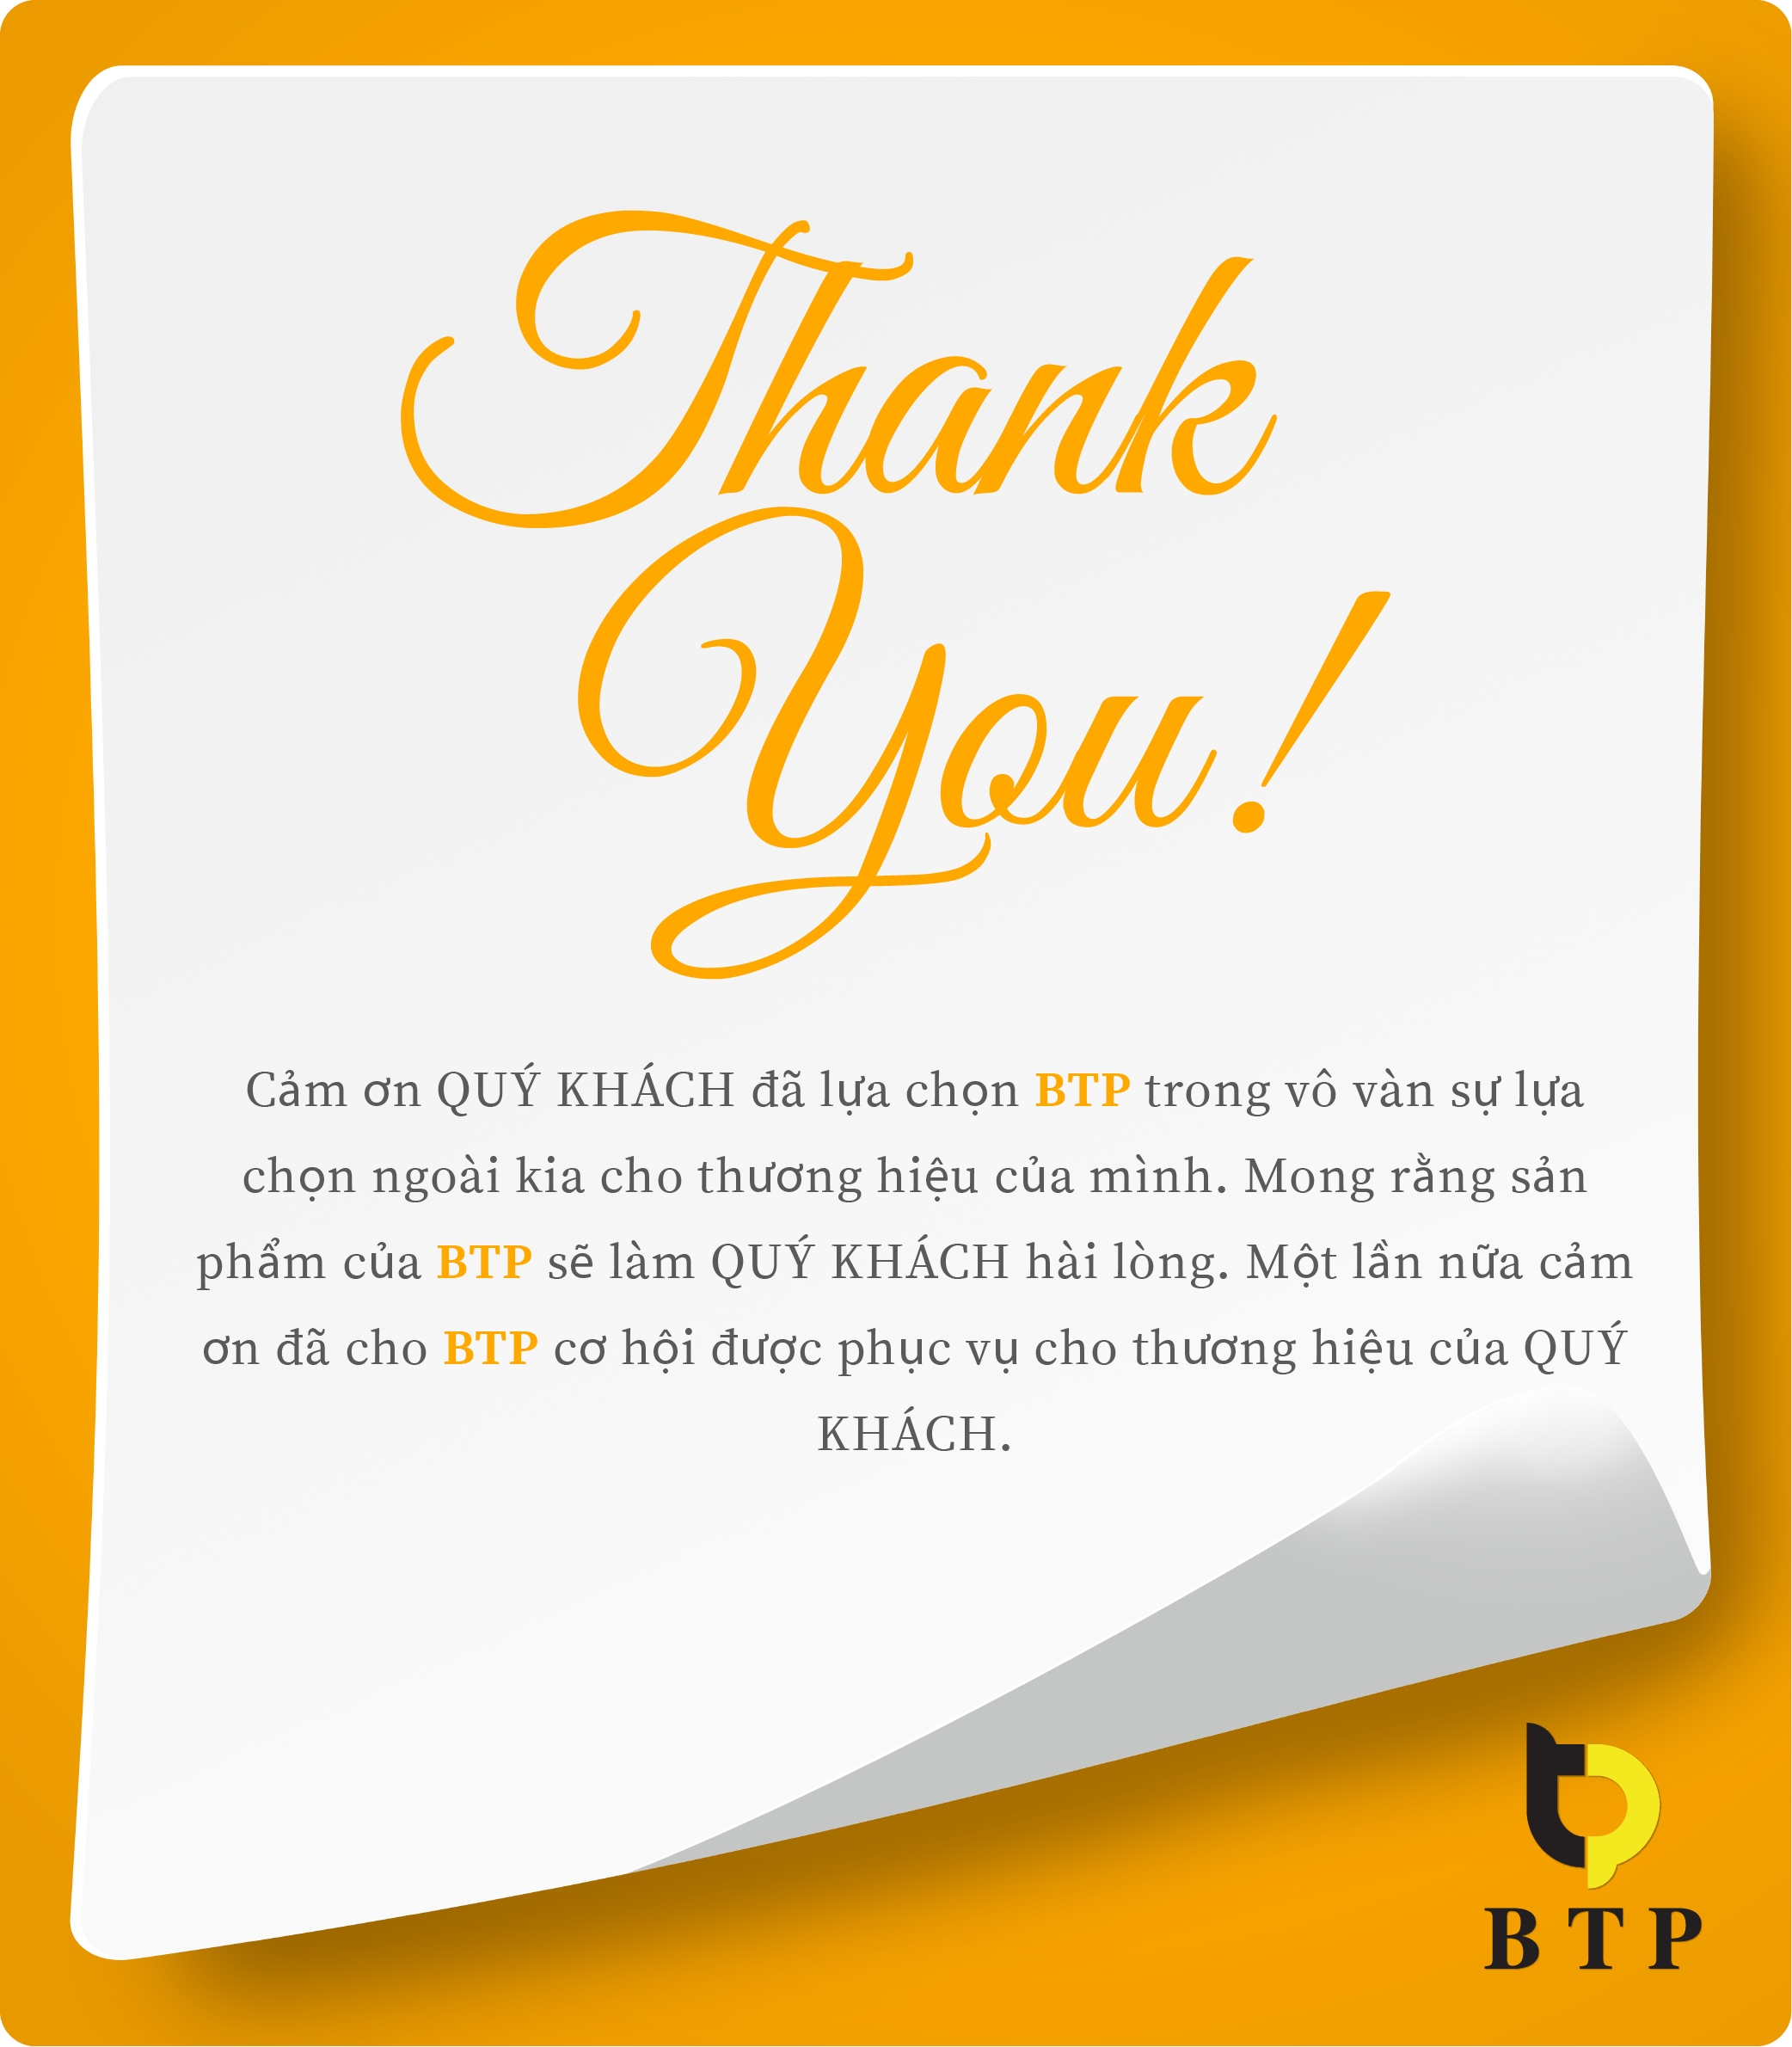 Thank
You!
Cảm ơn QUÝ KHÁCH đã lựa chọn BTP trong vô vàn sự lựa
chọn ngoài kia cho thương hiệu của mình. Mong rằng sản
phẩm của BTP sẽ làm QUÝ KHÁCH hài lòng. Một lần nữa cảm
ơn đã cho BTP cơ hội được phục vụ cho thương hiệu của QUÝ
KHÁCH.
BTP